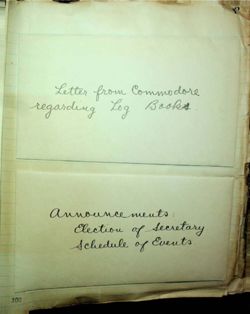 Letter from Commodore
regarding Log Books.
Announcements:
Election of Secretary
Schedule of Events